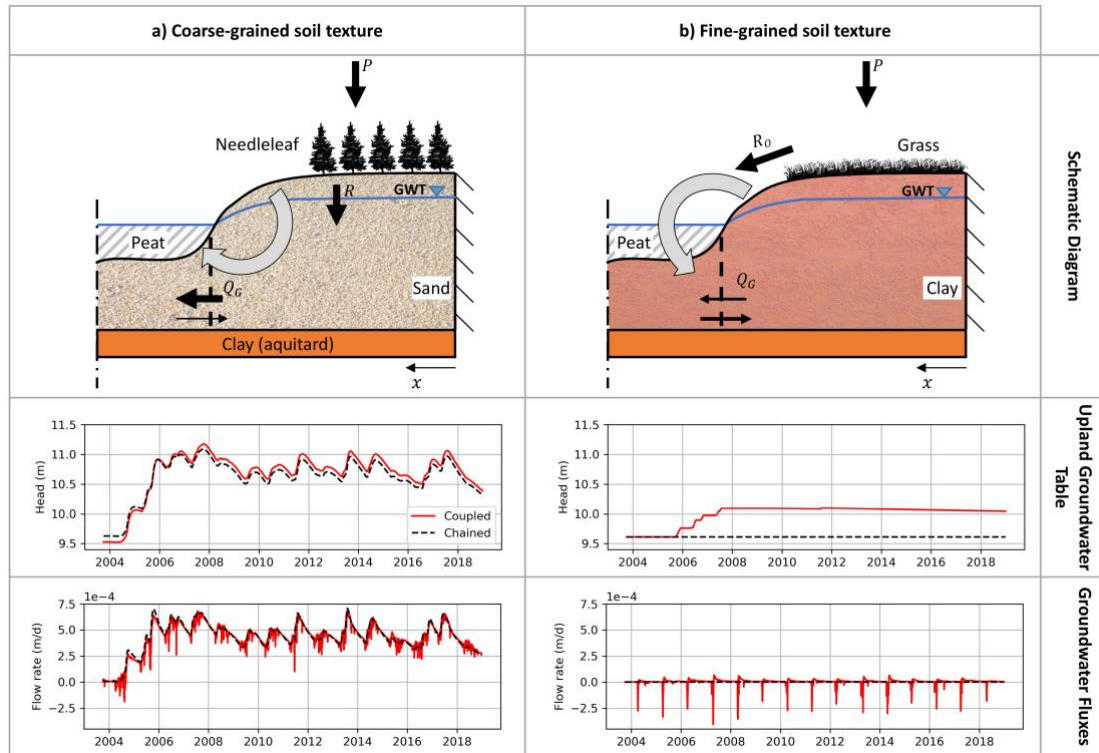 a) Coarse-grained soil texture
b) Fine-grained soil texture
P
Needleleaf
R
GWT
Peat
Q_G
Sand
Clay (aquitard)
x
P
R_0
Grass
GWT
Peat
Q_G
Clay
x
Schematic Diagram
11.5
11.0
10.5
10.0
9.5
Head (m)
Coupled
Chained
2004 2006 2008 2010 2012 2014 2016 2018
11.5
11.0
10.5
10.0
9.5
Head (m)
2004 2006 2008 2010 2012 2014 2016 2018
Upland Groundwater
Table
1e−4
7.5
5.0
2.5
0.0
−2.5
Flow rate (m/d)
2004 2006 2008 2010 2012 2014 2016 2018
1e−4
7.5
5.0
2.5
0.0
−2.5
Flow rate (m/d)
2004 2006 2008 2010 2012 2014 2016 2018
Groundwater Fluxes